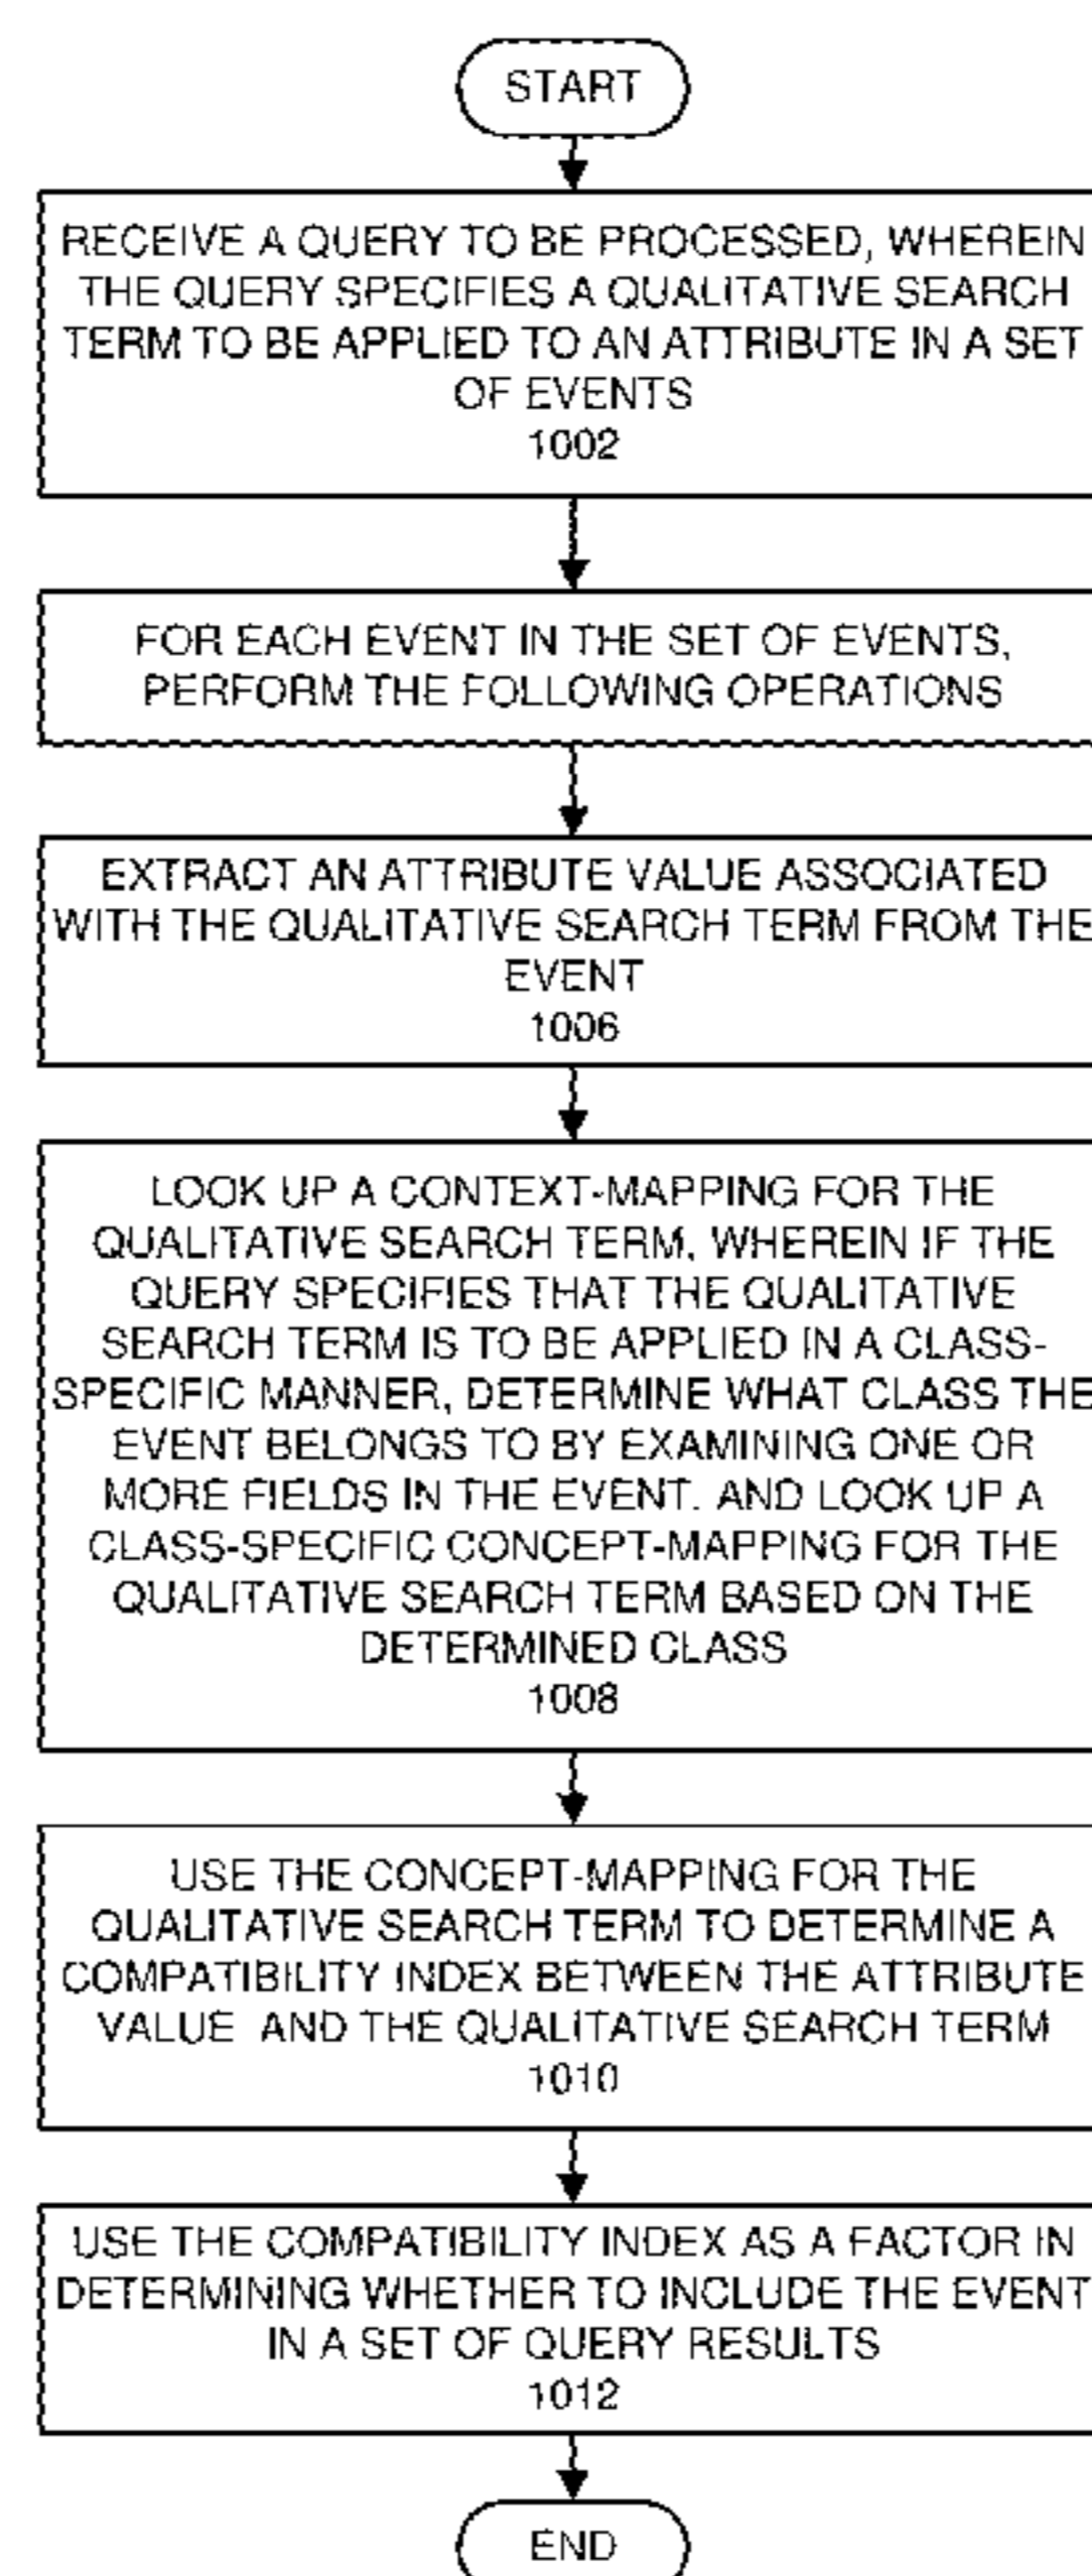 START
RECEIVE A QUERY TO BE PROCESSED, WHEREIN
THE QUERY SPECIFIES A QUALITATIVE SEARCH
TERM TO BE APPLIED TO AN ATTRIBUTE IN A SET
OF EVENTS
1002
FOR EACH EVENT IN THE SET OF EVENTS,
PERFORM THE FOLLOWING OPERATIONS
EXTRACT AN ATTRIBUTE VALUE ASSOCIATED
WITH THE QUALITATIVE SEARCH TERM FROM THE
EVENT
1006
LOOK UP A CONTEXT-MAPPING FOR THE
QUALITATIVE SEARCH TERM, WHEREIN IF THE
QUERY SPECIFIES THAT THE QUALITATIVE
SEARCH TERM IS TO BE APPLIED IN A CLASS-
SPECIFIC MANNER, DETERMINE WHAT CLASS THE
EVENT BELONGS TO BY EXAMINING ONE OR
MORE FIELDS IN THE EVENT. AND LOOK UP A
CLASS-SPECIFIC CONCEPT-MAPPING FOR THE
QUALITATIVE SEARCH TERM BASED ON THE
DETERMINED CLASS
1008
USE THE CONCEPT-MAPPING FOR THE
QUALITATIVE SEARCH TERM TO DETERMINE A
COMPATIBILITY INDEX BETWEEN THE ATTRIBUTE
VALUE AND THE QUALITATIVE SEARCH TERM
1010
USE THE COMPATIBILITY INDEX AS A FACTOR IN
DETERMINING WHETHER TO INCLUDE THE EVENT
IN A SET OF QUERY RESULTS
1012
END